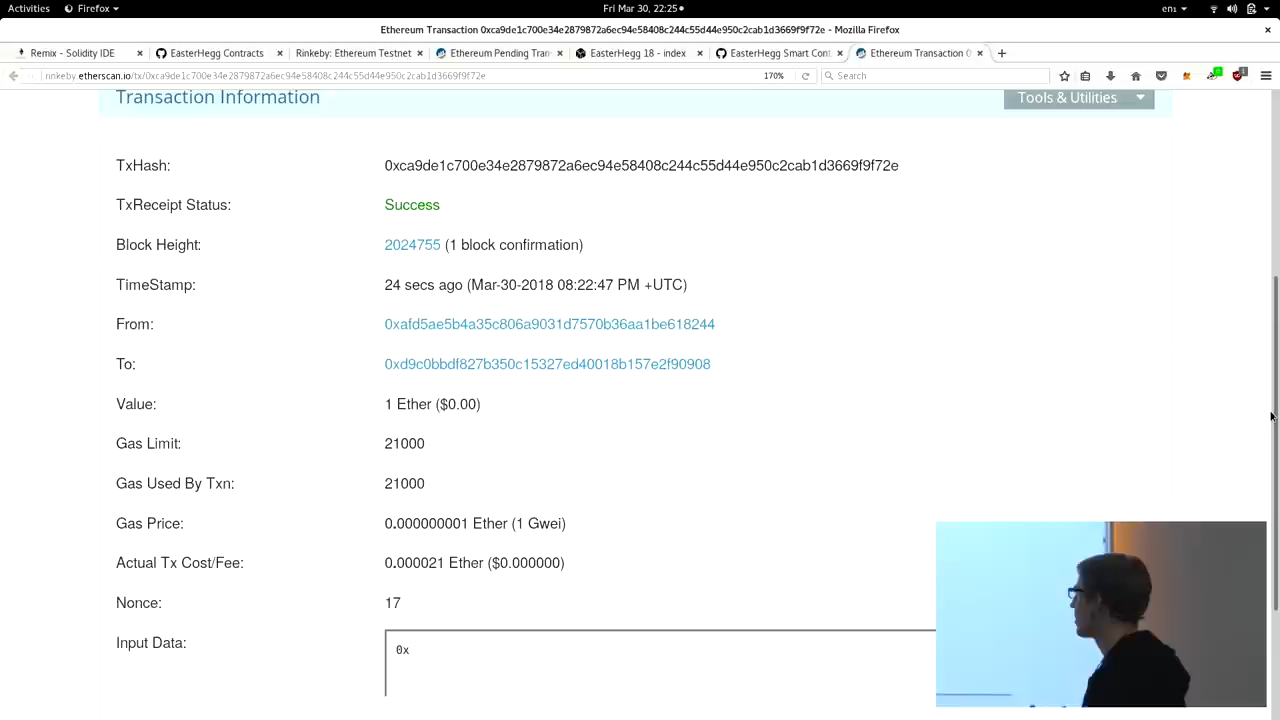 Activities Firefox Fri Mar 30, 22:25 en1
Ethereum Transaction 0xca9de1c700e34e2879872a6ec94e58408c244c55d44e950c2cab1d3669f9f72e - Mozilla Firefox
Remix - Solidity IDE EasterHegg Contracts Rinkeby: Ethereum Testnet Ethereum Pending Tran EasterHegg 18 - index EasterHegg Smart Con Ethereum Transaction 0
rinkeby.etherscan.io/tx/0xca9de1c700e34e2879872a6ec94e58408c244c55d44e950c2cab1d3669f9f72e 170% Search
Transaction Information Tools & Utilities
TxHash: 0xca9de1c700e34e2879872a6ec94e58408c244c55d44e950c2cab1d3669f9f72e
TxReceipt Status: Success
Block Height: 2024755 (1 block confirmation)
TimeStamp: 24 secs ago (Mar-30-2018 08:22:47 PM +UTC)
From: 0xafd5ae5b4a35c806a9031d7570b36aa1be618244
To: 0xd9c0bbdf827b350c15327ed40018b157e2f90908
Value: 1 Ether ($0.00)
Gas Limit: 21000
Gas Used By Txn: 21000
Gas Price: 0.000000001 Ether (1 Gwei)
Actual Tx Cost/Fee: 0.000021 Ether ($0.000000)
Nonce: 17
Input Data: 0x